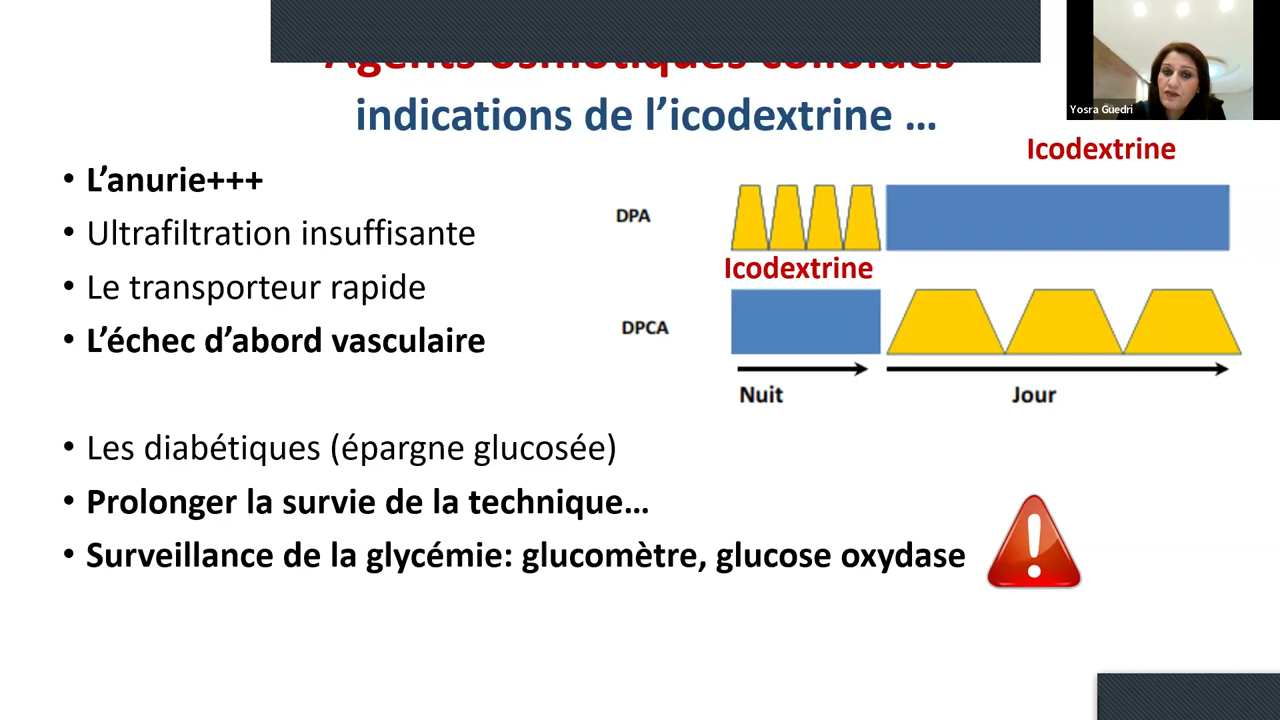 Agents osmotiques colloïdes
indications de l’icodextrine …
Yosra Guedri
• L’anurie+++
• Ultrafiltration insuffisante
• Le transporteur rapide
• L’échec d’abord vasculaire
• Les diabétiques (épargne glucosée)
• Prolonger la survie de la technique…
• Surveillance de la glycémie: glucomètre, glucose oxydase
Icodextrine
DPA
Icodextrine
DPCA
Nuit
Jour